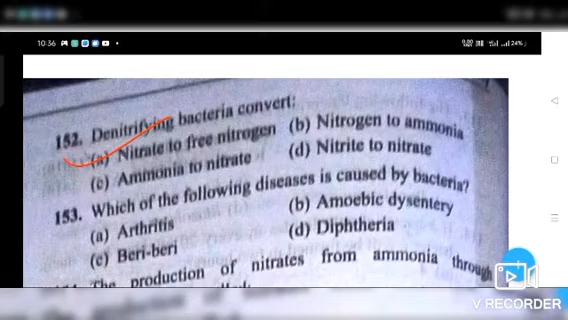 10:36
24%
152. Denitrifying bacteria convert:
(a) Nitrate to free nitrogen (b) Nitrogen to ammonia
(c) Ammonia to nitrate (d) Nitrite to nitrate
153. Which of the following diseases is caused by bacteria?
(a) Arthritis (b) Amoebic dysentery
(c) Beri-beri (d) Diphtheria
The production of nitrates from ammonia through
V RECORDER